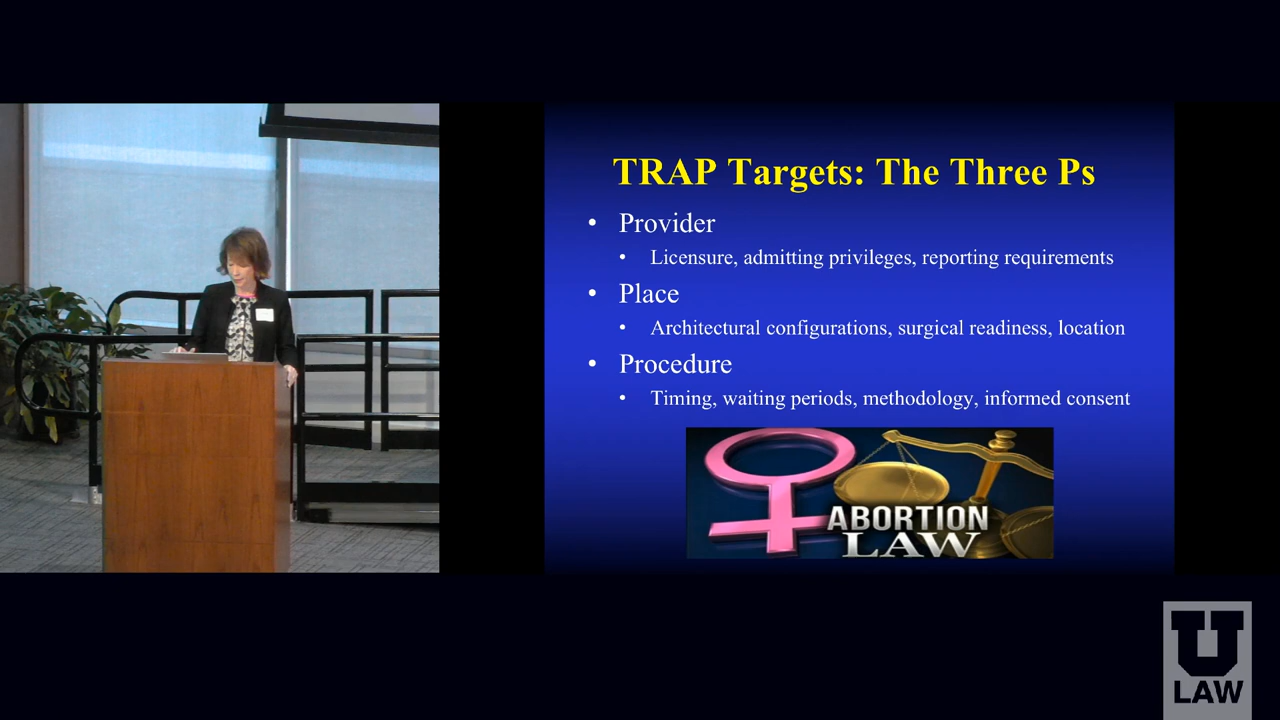 TRAP Targets: The Three Ps
• Provider
• Licensure, admitting privileges, reporting requirements
• Place
• Architectural configurations, surgical readiness, location
• Procedure
• Timing, waiting periods, methodology, informed consent
ABORTION
LAW
U
LAW